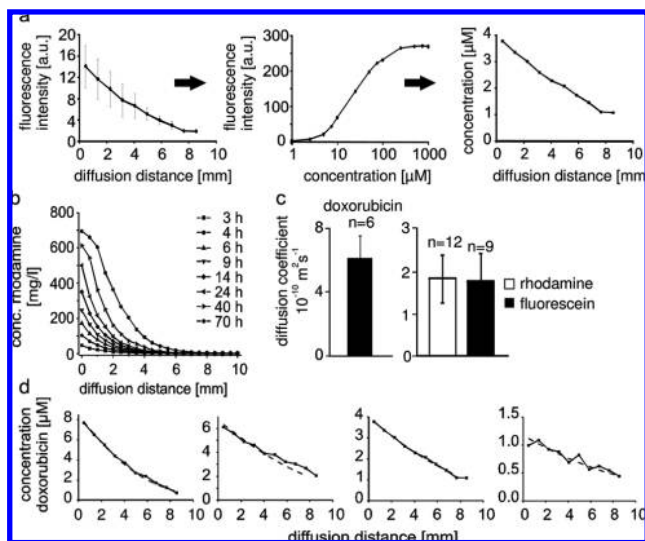 a
fluorescence intensity [a.u.]
20
16
12
8
4
0
0 2 4 6 8 10
diffusion distance [mm]
fluorescence intensity [a.u.]
300
200
100
0
1 10 100 1000
concentration [µM]
concentration [µM]
4
3
2
1
0
0 2 4 6 8 10
diffusion distance [mm]
b
conc. rhodamine [mg/l]
800
600
400
200
0
0 1 2 3 4 5 6 7 8 9 10
diffusion distance [mm]
3 h
4 h
6 h
9 h
14 h
24 h
40 h
70 h
c
diffusion coefficient 10⁻¹⁰ m²s⁻¹
doxorubicin
n=6
8
4
0
n=12
n=9
3
2
1
0
rhodamine
fluorescein
d
concentration doxorubicin [µM]
8
6
4
2
0
0 2 4 6 8 10
6
4
2
0
0 2 4 6 8 10
4
3
2
1
0
0 2 4 6 8 10
1.5
1.0
0.5
0.0
0 2 4 6 8 10
diffusion distance [mm]